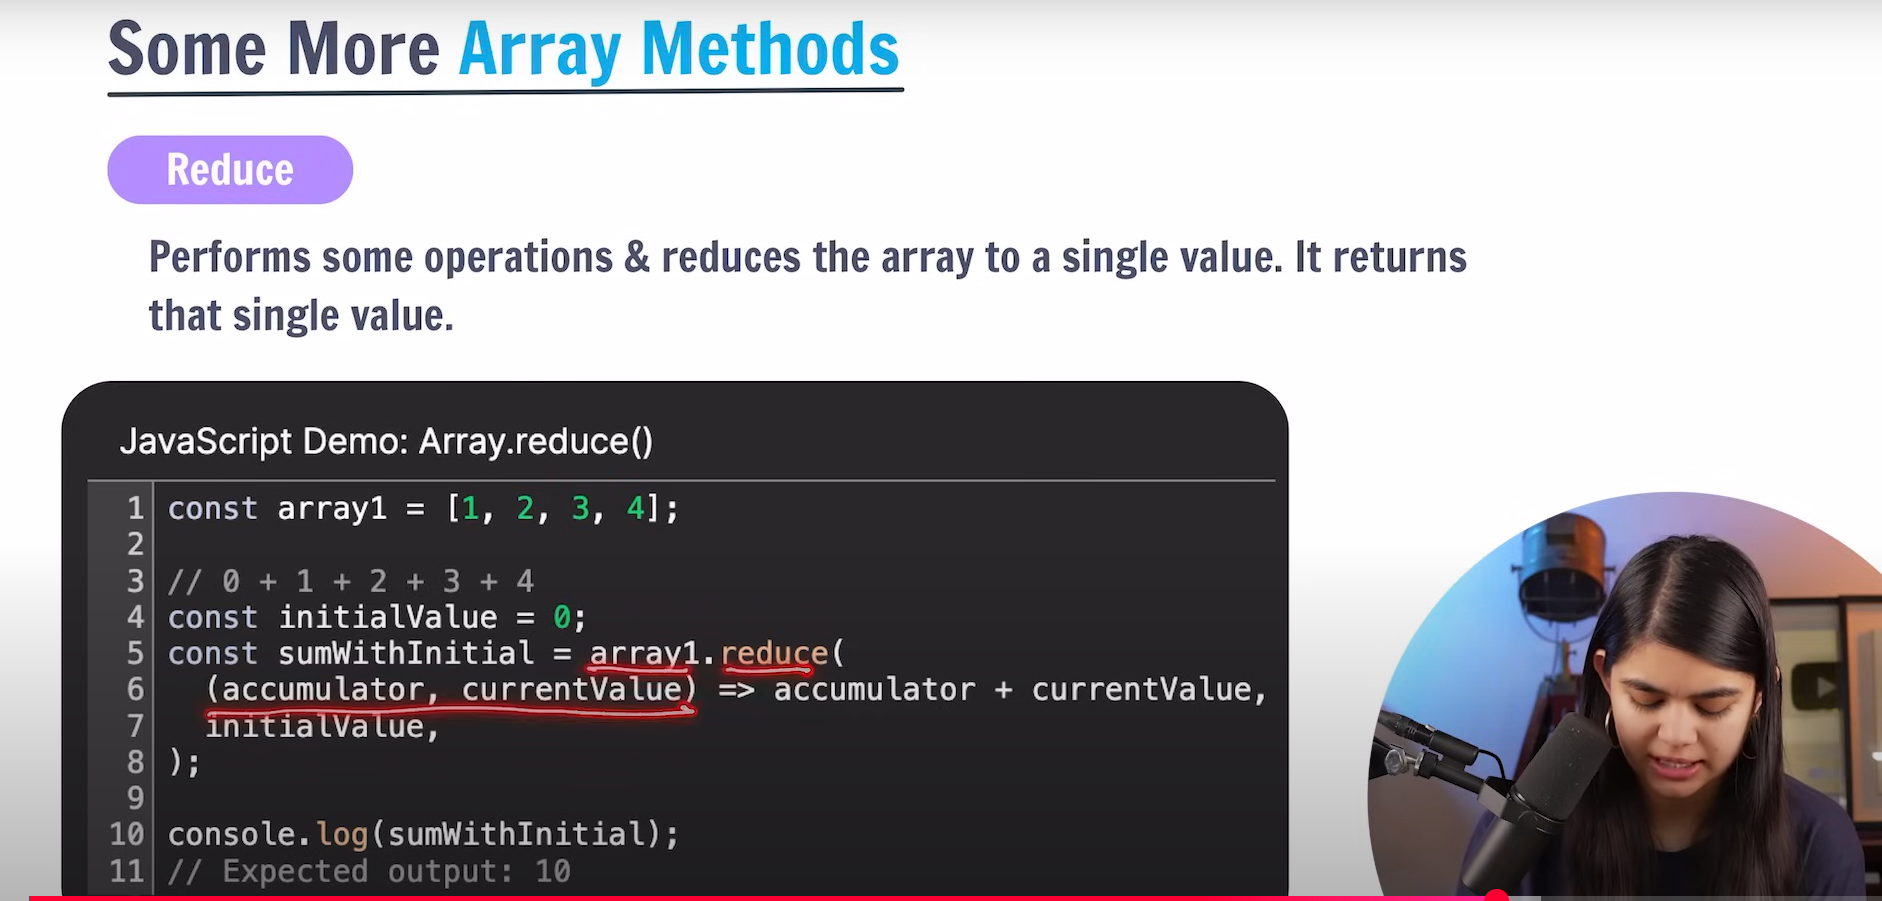 Some More Array Methods
Reduce
Performs some operations & reduces the array to a single value. It returns
that single value.
JavaScript Demo: Array.reduce()
1 const array1 = [1, 2, 3, 4];
2
3 // 0 + 1 + 2 + 3 + 4
4 const initialValue = 0;
5 const sumWithInitial = array1.reduce(
6 (accumulator, currentValue) => accumulator + currentValue,
7 initialValue,
8 );
9
10 console.log(sumWithInitial);
11 // Expected output: 10